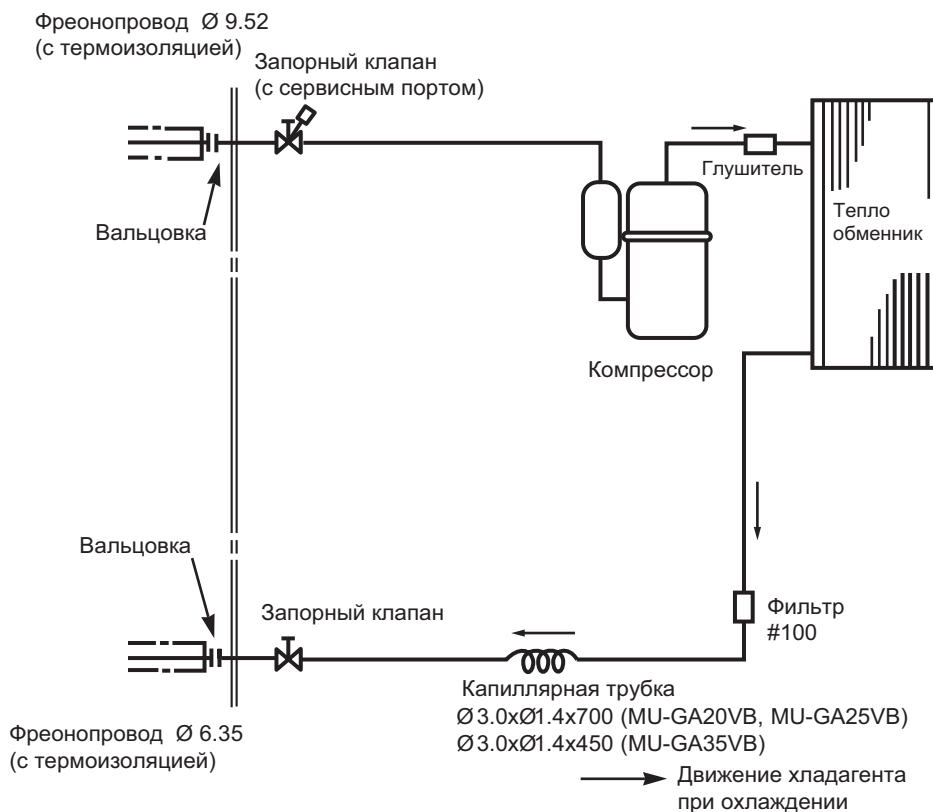 Фреонопровод Ø 9.52
(с термоизоляцией)
Запорный клапан
(с сервисным портом)
Глушитель
Вальцовка
Тепло
обменник
Компрессор
Вальцовка
Запорный клапан
Фильтр
#100
Капиллярная трубка
Ø3.0xØ1.4x700 (MU-GA20VB, MU-GA25VB)
Ø3.0xØ1.4x450 (MU-GA35VB)
Фреонопровод Ø 6.35
(с термоизоляцией)
Движение хладагента
при охлаждении